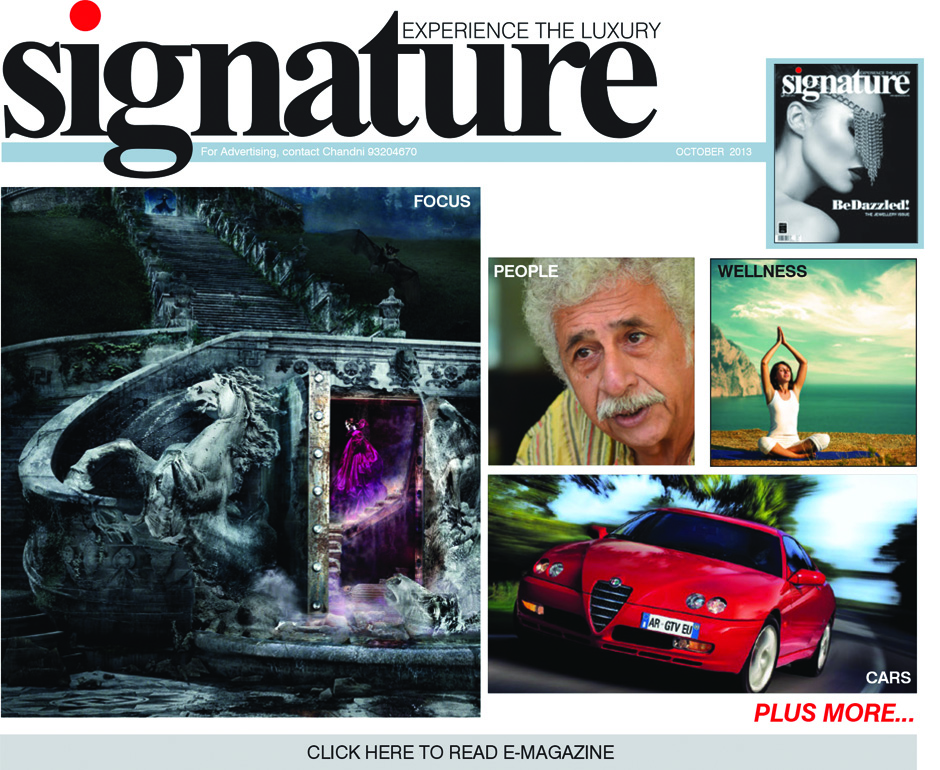 EXPERIENCE THE LUXURY
signature
For Advertising, contact Chandni 93204670
OCTOBER 2013
EXPERIENCE THE LUXURY
signature
BeDazzled!
THE JEWELLERY ISSUE
FOCUS
PEOPLE
WELLNESS
AR·GTV EU
CARS
PLUS MORE...
CLICK HERE TO READ E-MAGAZINE